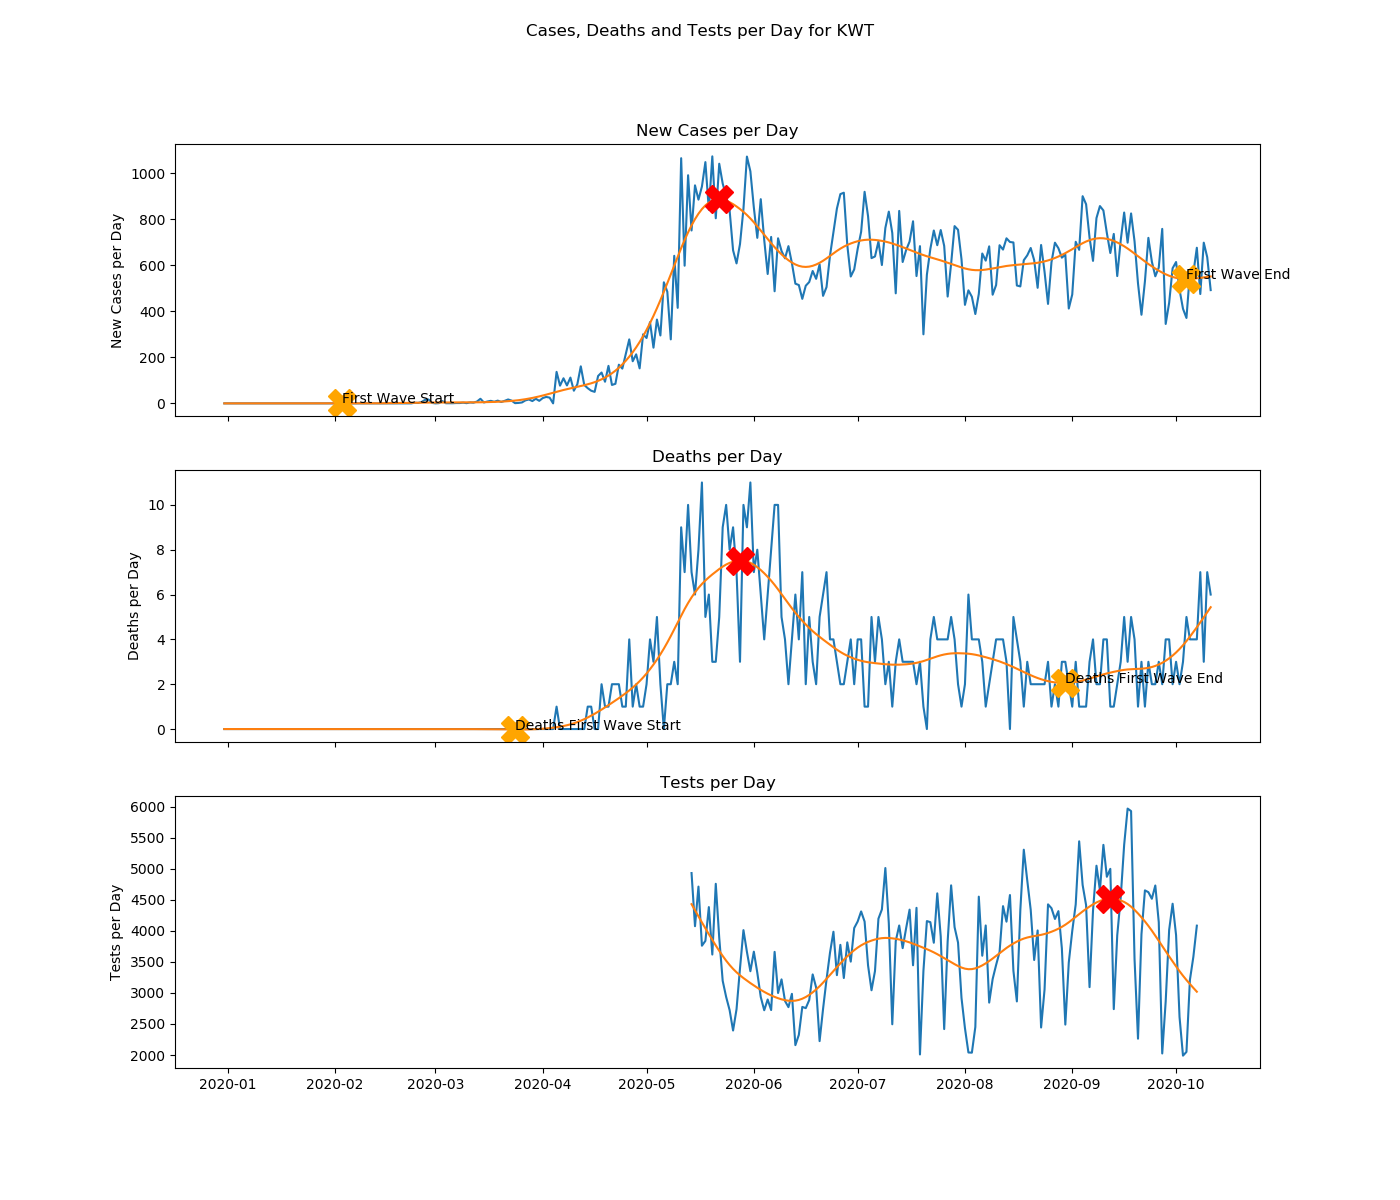 Cases, Deaths and Tests per Day for KWT
New Cases per Day
New Cases per Day
1000
800
600
400
200
0
First Wave Start
First Wave End
Deaths per Day
Deaths per Day
10
8
6
4
2
0
Deaths First Wave Start
Deaths First Wave End
Tests per Day
Tests per Day
6000
5500
5000
4500
4000
3500
3000
2500
2000
2020-01 2020-02 2020-03 2020-04 2020-05 2020-06 2020-07 2020-08 2020-09 2020-10